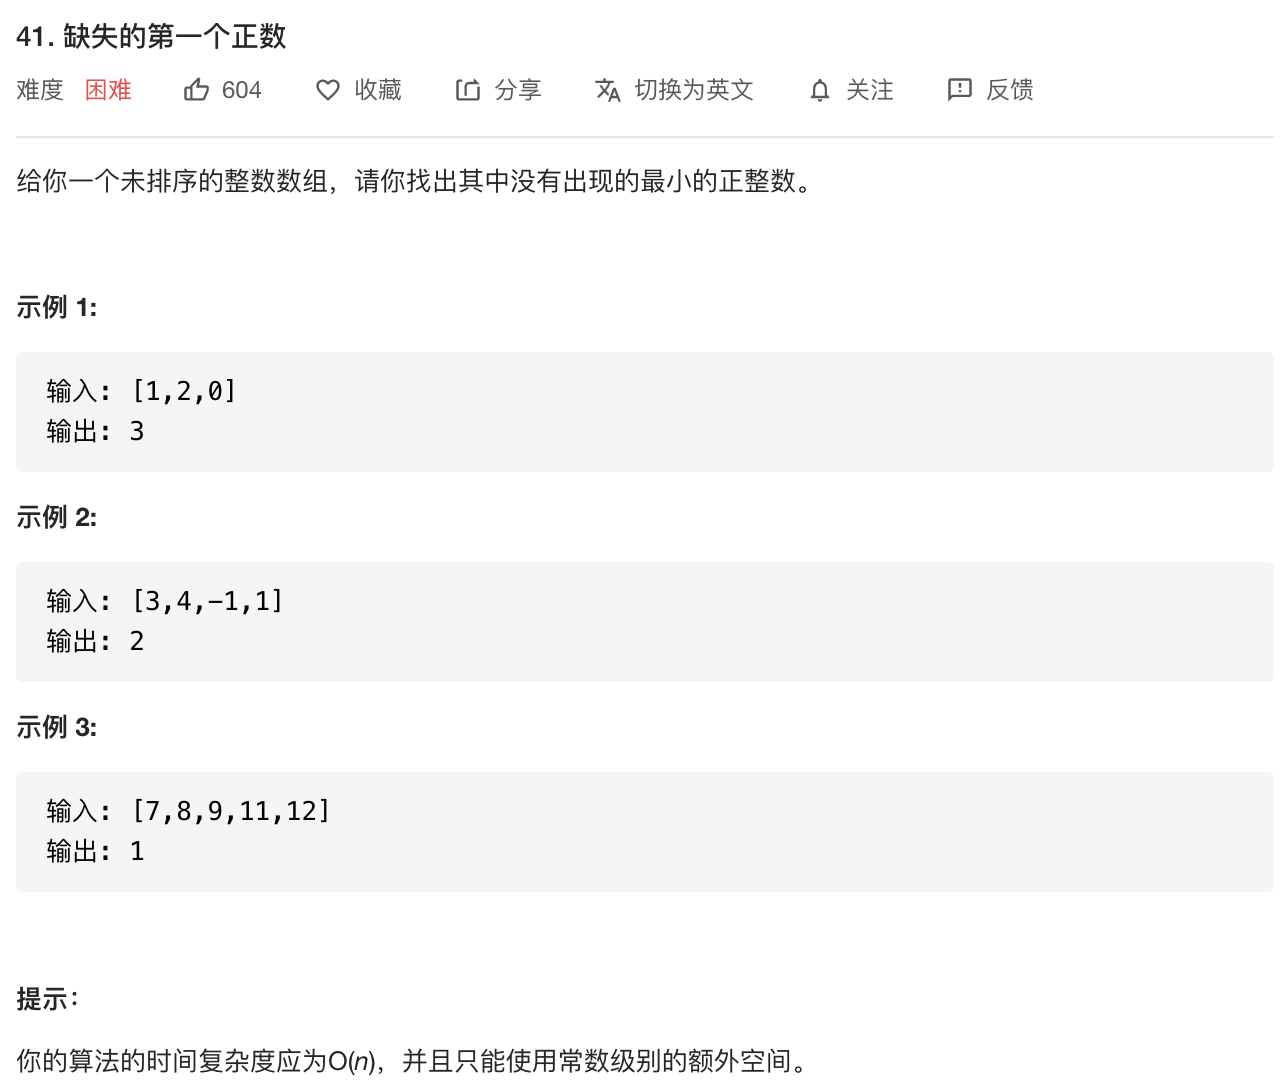 41. 缺失的第一个正数
难度 困难 604 收藏 分享 切换为英文 关注 反馈
给你一个未排序的整数数组，请你找出其中没有出现的最小的正整数。
示例 1:
输入: [1,2,0]
输出: 3
示例 2:
输入: [3,4,-1,1]
输出: 2
示例 3:
输入: [7,8,9,11,12]
输出: 1
提示：
你的算法的时间复杂度应为O(n)，并且只能使用常数级别的额外空间。